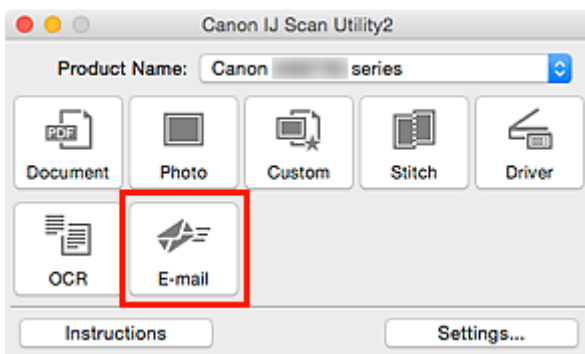 Canon IJ Scan Utility2
Product Name: Canon series
PDF
Document Photo Custom Stitch Driver
OCR E-mail
Instructions Settings...